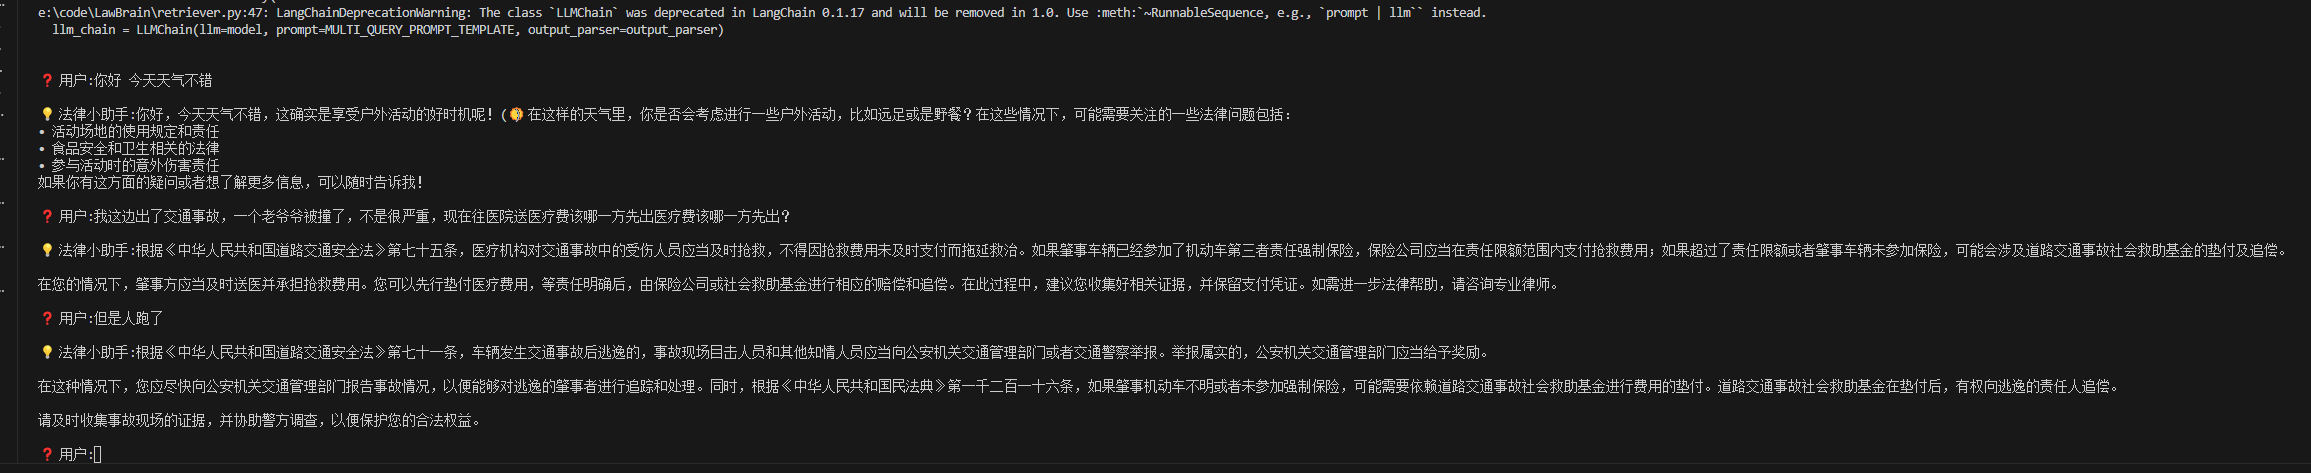 e:\code\LawBrain\retriever.py:47: LangChainDeprecationWarning: The class `LLMChain` was deprecated in LangChain 0.1.17 and will be removed in 1.0. Use :meth:`~RunnableSequence, e.g., `prompt | llm`` instead.
llm_chain = LLMChain(llm=model, prompt=MULTI_QUERY_PROMPT_TEMPLATE, output_parser=output_parser)
❓ 用户:你好 今天天气不错
💡 法律小助手:你好，今天天气不错，这确实是享受户外活动的好时机呢！(🌞 在这样的天气里，你是否会考虑进行一些户外活动，比如远足或是野餐？在这些情况下，可能需要关注的一些法律问题包括：
• 活动场地的使用规定和责任
• 食品安全和卫生相关的法律
• 参与活动时的意外伤害责任
如果你有这方面的疑问或者想了解更多信息，可以随时告诉我！
❓ 用户:我这边出了交通事故，一个老爷爷被撞了，不是很严重，现在往医院送医疗费该哪一方先出医疗费该哪一方先出？
💡 法律小助手:根据《中华人民共和国道路交通安全法》第七十五条，医疗机构对交通事故中的受伤人员应当及时抢救，不得因抢救费用未及时支付而拖延救治。如果肇事车辆已经参加了机动车第三者责任强制保险，保险公司应当在责任限额范围内支付抢救费用；如果超过了责任限额或者肇事车辆未参加保险，可能会涉及道路交通事故社会救助基金的垫付及追偿。
在您的情况下，肇事方应当及时送医并承担抢救费用。您可以先行垫付医疗费用，等责任明确后，由保险公司或社会救助基金进行相应的赔偿和追偿。在此过程中，建议您收集好相关证据，并保留支付凭证。如需进一步法律帮助，请咨询专业律师。
❓ 用户:但是人跑了
💡 法律小助手:根据《中华人民共和国道路交通安全法》第七十一条，车辆发生交通事故后逃逸的，事故现场目击人员和其他知情人员应当向公安机关交通管理部门或者交通警察举报。举报属实的，公安机关交通管理部门应当给予奖励。
在这种情况下，您应尽快向公安机关交通管理部门报告事故情况，以便能够对逃逸的肇事者进行追踪和处理。同时，根据《中华人民共和国民法典》第一千二百一十六条，如果肇事机动车不明或者未参加强制保险，可能需要依赖道路交通事故社会救助基金进行费用的垫付。道路交通事故社会救助基金在垫付后，有权向逃逸的责任人追偿。
请及时收集事故现场的证据，并协助警方调查，以便保护您的合法权益。
❓ 用户: